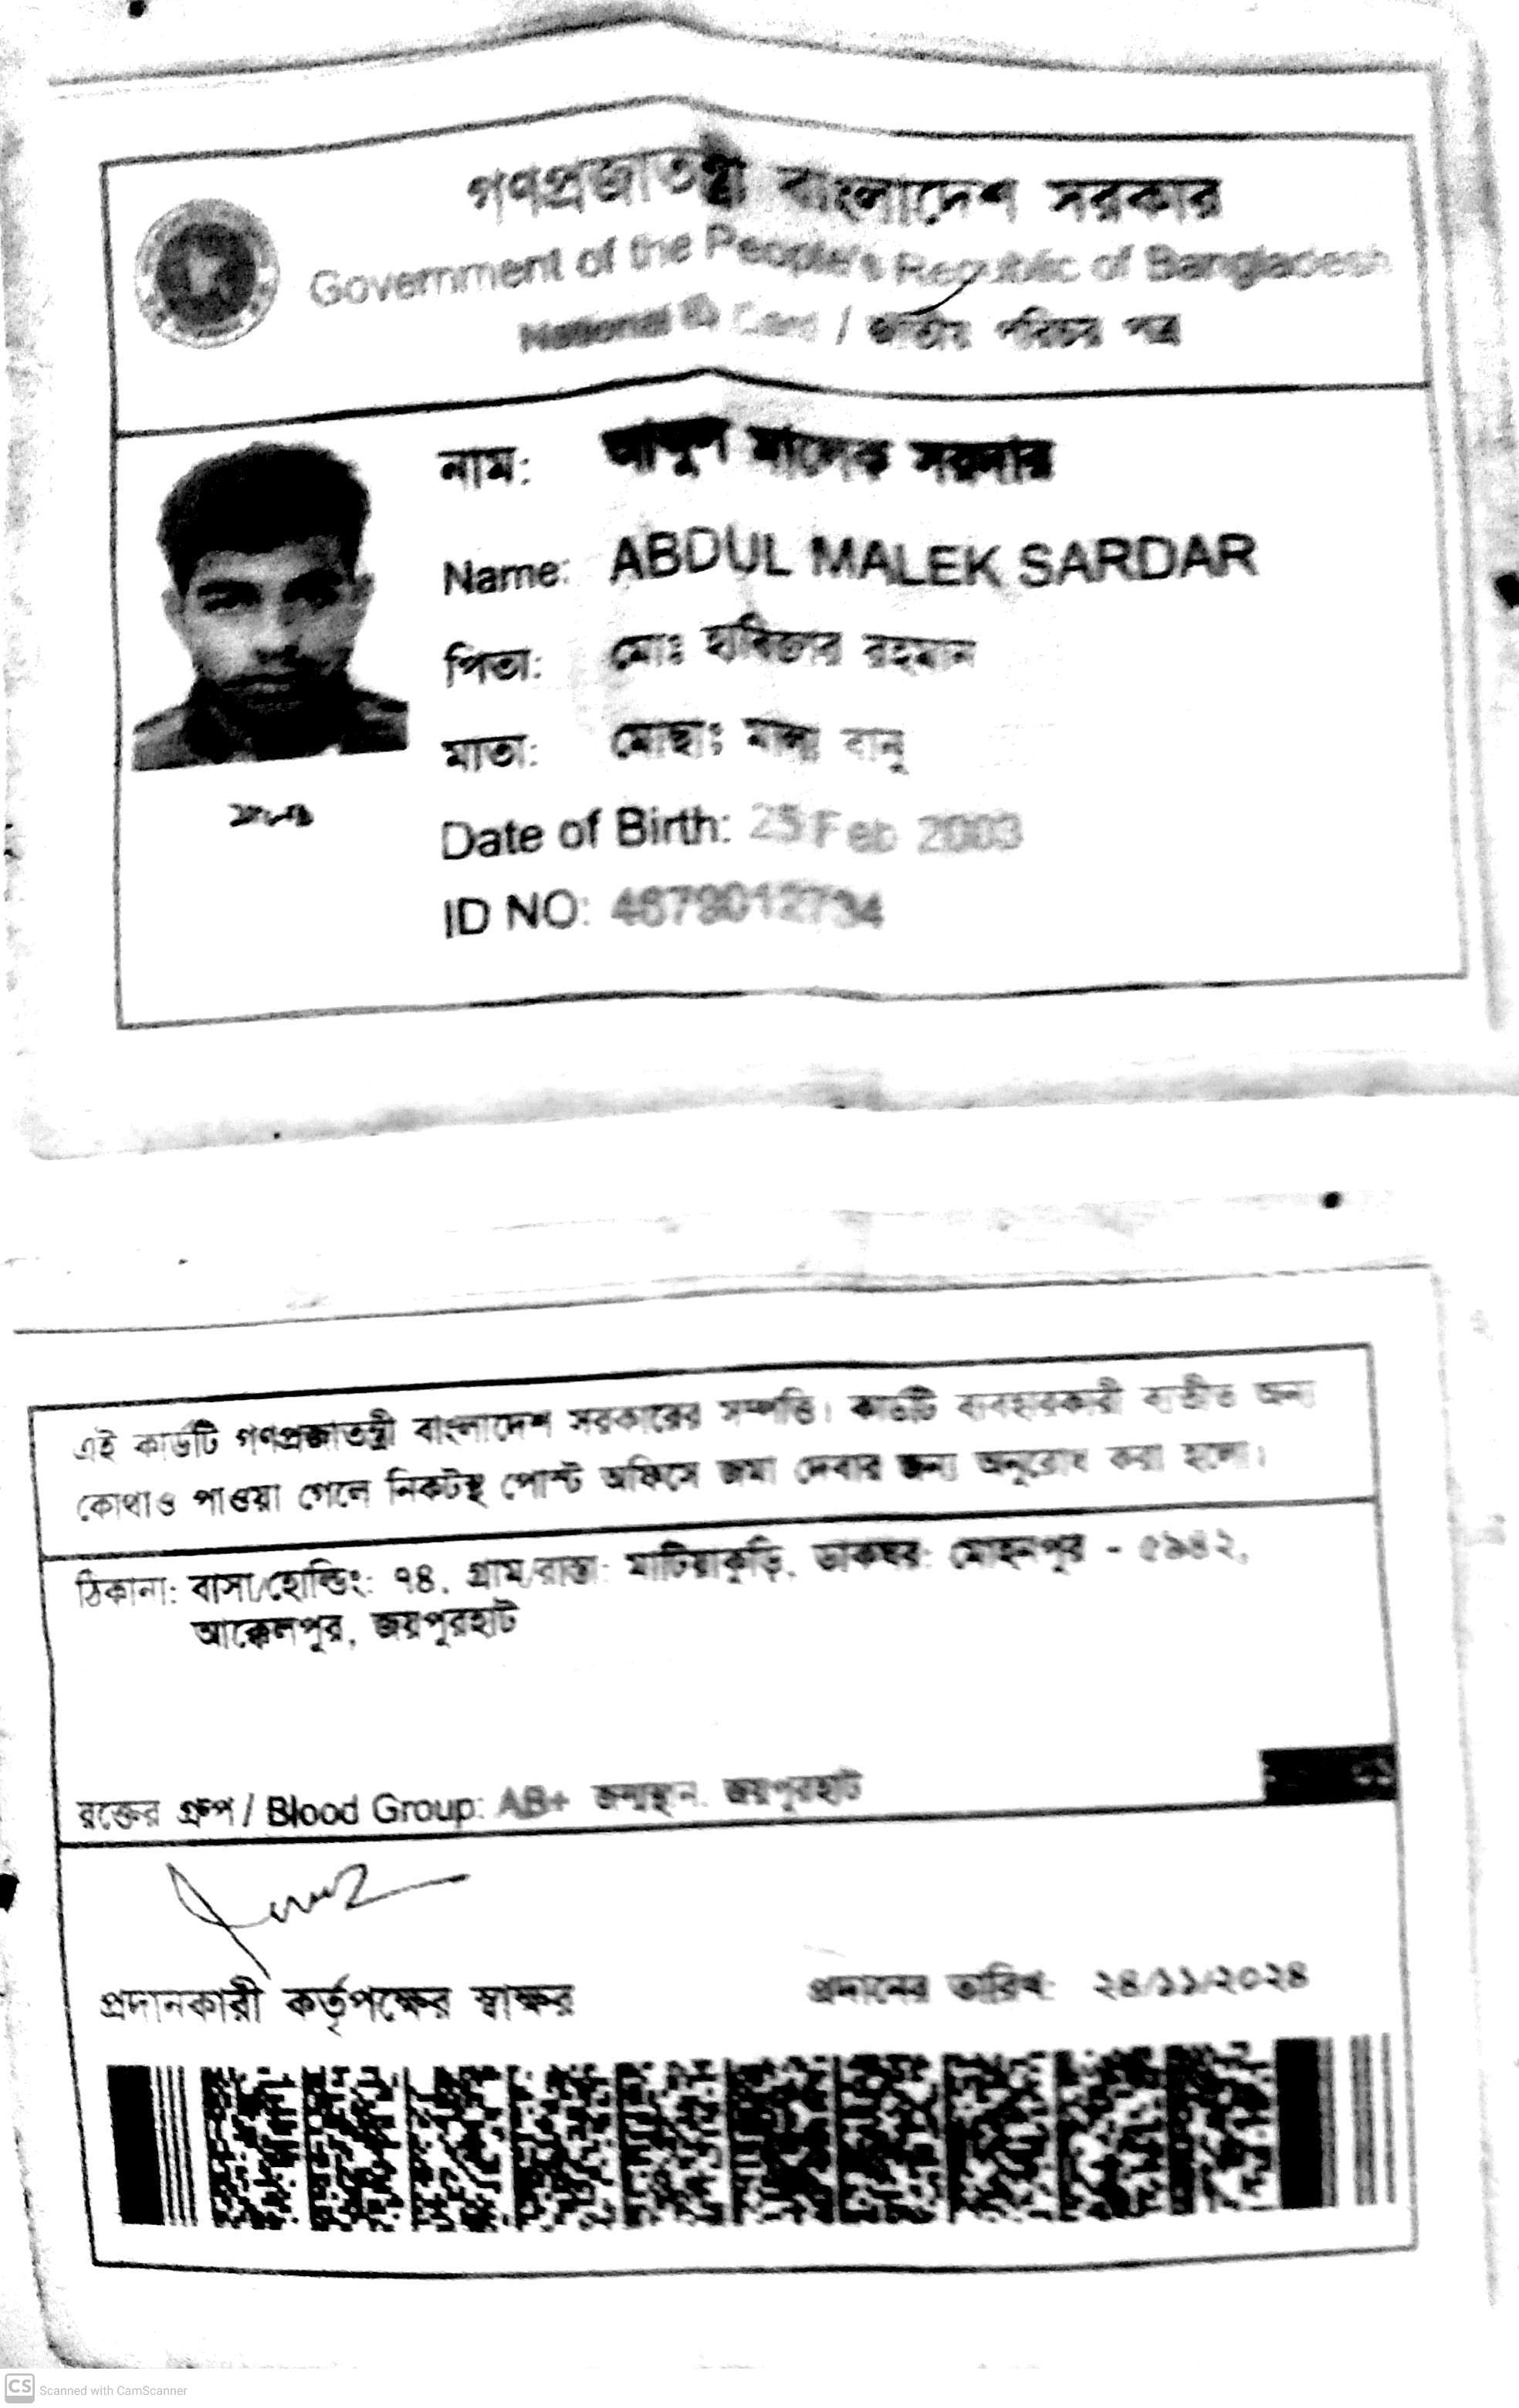 গণপ্রজাতন্ত্রী বাংলাদেশ সরকার
Government of the People's Republic of Bangladesh
National ID Card / জাতীয় পরিচয় পত্র
নাম: আব্দুল মালেক সরদার
Name: ABDUL MALEK SARDAR
পিতা: মোঃ হাবিজার রহমান
মাতা: মোছাঃ মালা বানু
Date of Birth: 25 Feb 2003
ID NO: 4679012734
এই কার্ডটি গণপ্রজাতন্ত্রী বাংলাদেশ সরকারের সম্পত্তি। কার্ডটি ব্যবহারকারী ব্যতীত অন্য
কোথাও পাওয়া গেলে নিকটস্থ পোস্ট অফিসে জমা দেবার জন্য অনুরোধ করা হলো।
ঠিকানা: বাসা/হোল্ডিং: ৭৪, গ্রাম/রাস্তা: মাটিয়াকুড়ি, ডাকঘর: মোহনপুর - ৫৯৪২,
আক্কেলপুর, জয়পুরহাট
রক্তের গ্রুপ / Blood Group: AB+ জন্মস্থান: জয়পুরহাট
প্রদানকারী কর্তৃপক্ষের স্বাক্ষর
প্রদানের তারিখ: ২৪/১১/২০২৪
CS Scanned with CamScanner